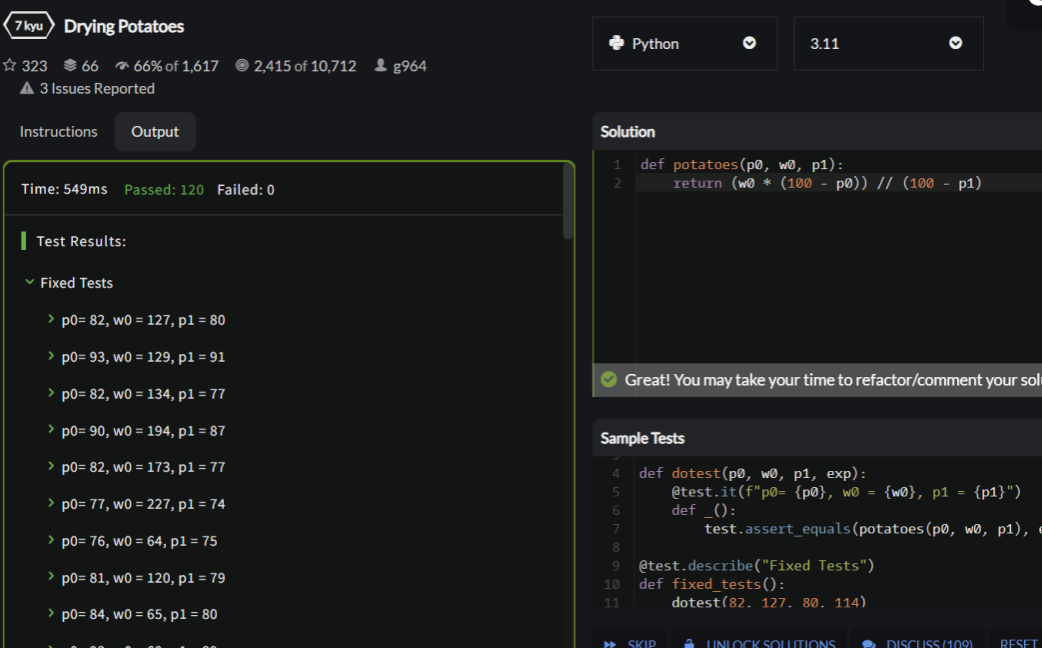 7 kyu Drying Potatoes
323 66 66% of 1,617 2,415 of 10,712 g964
3 Issues Reported
Instructions Output
Time: 549ms Passed: 120 Failed: 0
Test Results:
Fixed Tests
p0= 82, w0 = 127, p1 = 80
p0= 93, w0 = 129, p1 = 91
p0= 82, w0 = 134, p1 = 77
p0= 90, w0 = 194, p1 = 87
p0= 82, w0 = 173, p1 = 77
p0= 77, w0 = 227, p1 = 74
p0= 76, w0 = 64, p1 = 75
p0= 81, w0 = 120, p1 = 79
p0= 84, w0 = 65, p1 = 80
Python 3.11
Solution
1 def potatoes(p0, w0, p1):
2 return (w0 * (100 - p0)) // (100 - p1)
Great! You may take your time to refactor/comment your
Sample Tests
4 def dotest(p0, w0, p1, exp):
5 @test.it(f"p0= {p0}, w0 = {w0}, p1 = {p1}")
6 def _():
7 test.assert_equals(potatoes(p0, w0, p1),
8
9 @test.describe("Fixed Tests")
10 def fixed_tests():
11 dotest(82, 127, 80, 114)
SKIP UNLOCK SOLUTIONS DISCUSS (109) RESET